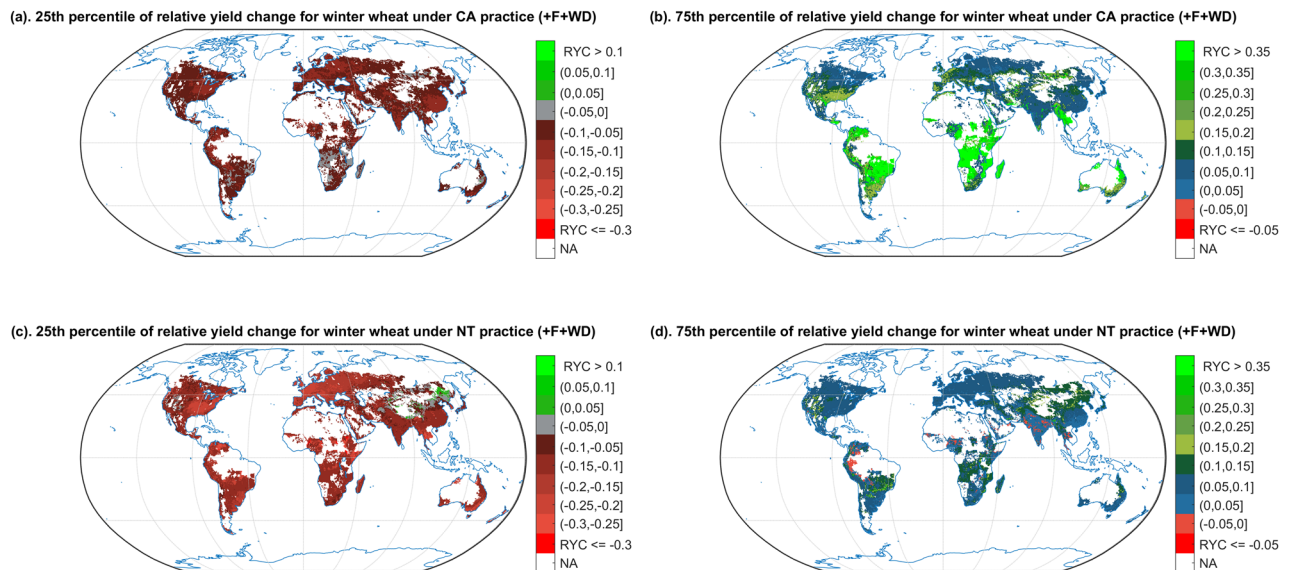 (a). 25th percentile of relative yield change for winter wheat under CA practice (+F+WD)
RYC > 0.1
(0.05,0.1]
(0,0.05]
(-0.05,0]
(-0.1,-0.05]
(-0.15,-0.1]
(-0.2,-0.15]
(-0.25,-0.2]
(-0.3,-0.25]
RYC <= -0.3
NA
(b). 75th percentile of relative yield change for winter wheat under CA practice (+F+WD)
RYC > 0.35
(0.3,0.35]
(0.25,0.3]
(0.2,0.25]
(0.15,0.2]
(0.1,0.15]
(0.05,0.1]
(0,0.05]
(-0.05,0]
RYC <= -0.05
NA
(c). 25th percentile of relative yield change for winter wheat under NT practice (+F+WD)
RYC > 0.1
(0.05,0.1]
(0,0.05]
(-0.05,0]
(-0.1,-0.05]
(-0.15,-0.1]
(-0.2,-0.15]
(-0.25,-0.2]
(-0.3,-0.25]
RYC <= -0.3
NA
(d). 75th percentile of relative yield change for winter wheat under NT practice (+F+WD)
RYC > 0.35
(0.3,0.35]
(0.25,0.3]
(0.2,0.25]
(0.15,0.2]
(0.1,0.15]
(0.05,0.1]
(0,0.05]
(-0.05,0]
RYC <= -0.05
NA